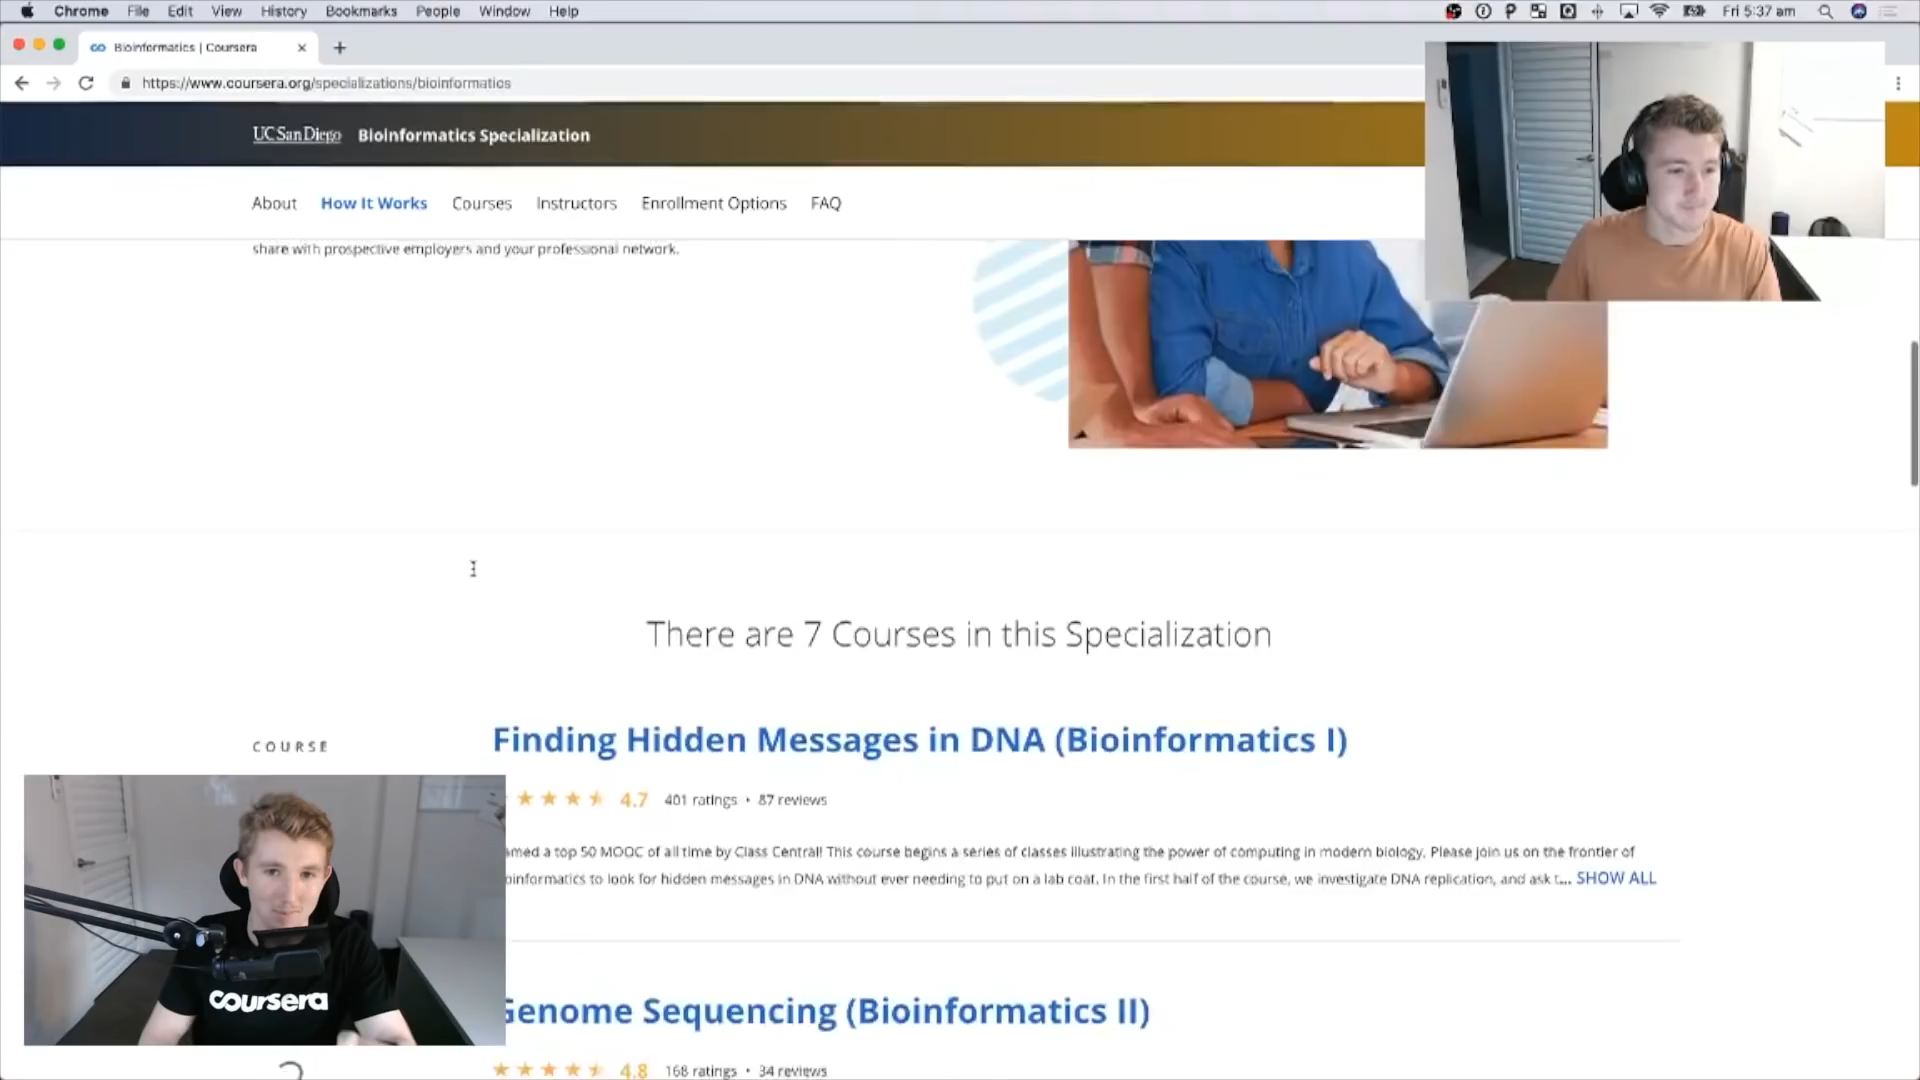 Chrome File Edit View History Bookmarks People Window Help
Fri 5:37 am
Bioinformatics | Coursera
https://www.coursera.org/specializations/bioinformatics
UC San Diego Bioinformatics Specialization
About How It Works Courses Instructors Enrollment Options FAQ
share with prospective employers and your professional network.
There are 7 Courses in this Specialization
COURSE
Finding Hidden Messages in DNA (Bioinformatics I)
4.7 401 ratings • 87 reviews
amed a top 50 MOOC of all time by Class Central! This course begins a series of classes illustrating the power of computing in modern biology. Please join us on the frontier of
oinformatics to look for hidden messages in DNA without ever needing to put on a lab coat. In the first half of the course, we investigate DNA replication, and ask t... SHOW ALL
coursera
Genome Sequencing (Bioinformatics II)
4.8 168 ratings • 34 reviews